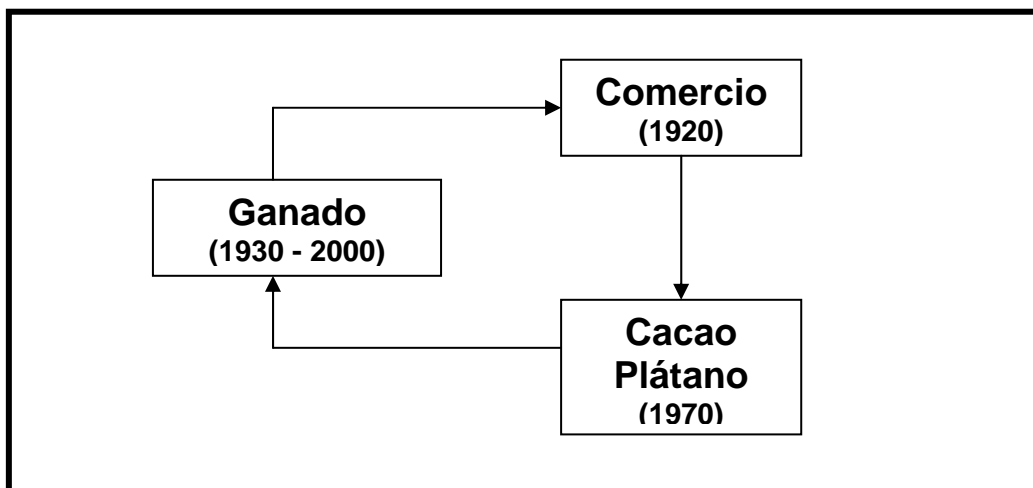 Comercio
(1920)
Ganado
(1930 - 2000)
Cacao
Plátano
(1970)